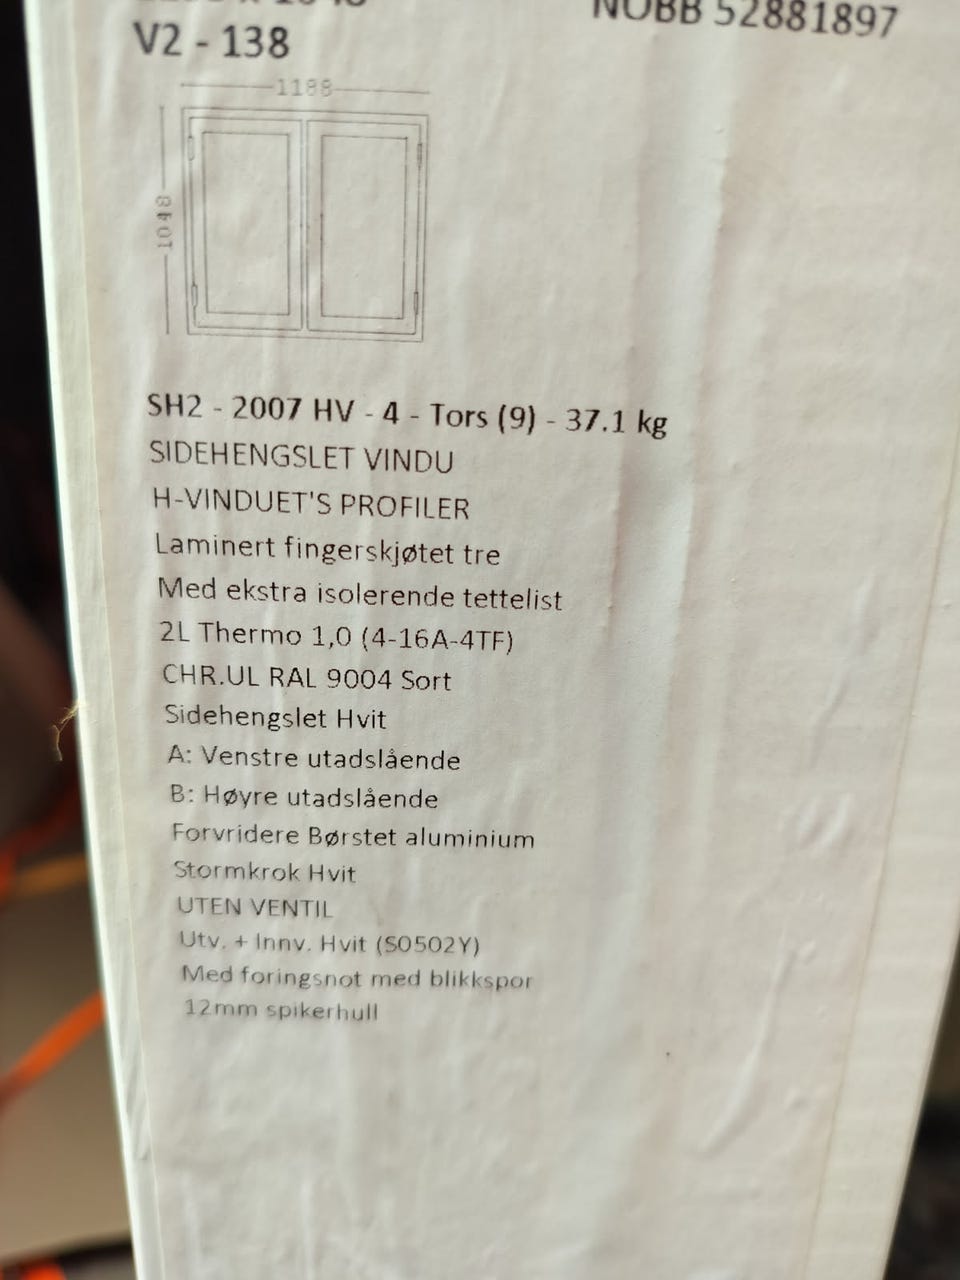 NOBB 52881897
V2 - 138
1188
1048
SH2 - 2007 HV - 4 - Tors (9) - 37.1 kg
SIDEHENGSLET VINDU
H-VINDUET'S PROFILER
Laminert fingerskjøtet tre
Med ekstra isolerende tettelist
2L Thermo 1,0 (4-16A-4TF)
CHR.UL RAL 9004 Sort
Sidehengslet Hvit
A: Venstre utadslående
B: Høyre utadslående
Forvridere Børstet aluminium
Stormkrok Hvit
UTEN VENTIL
Utv. + Innv. Hvit (S0502Y)
Med foringsnot med blikkspor
12mm spikerhull